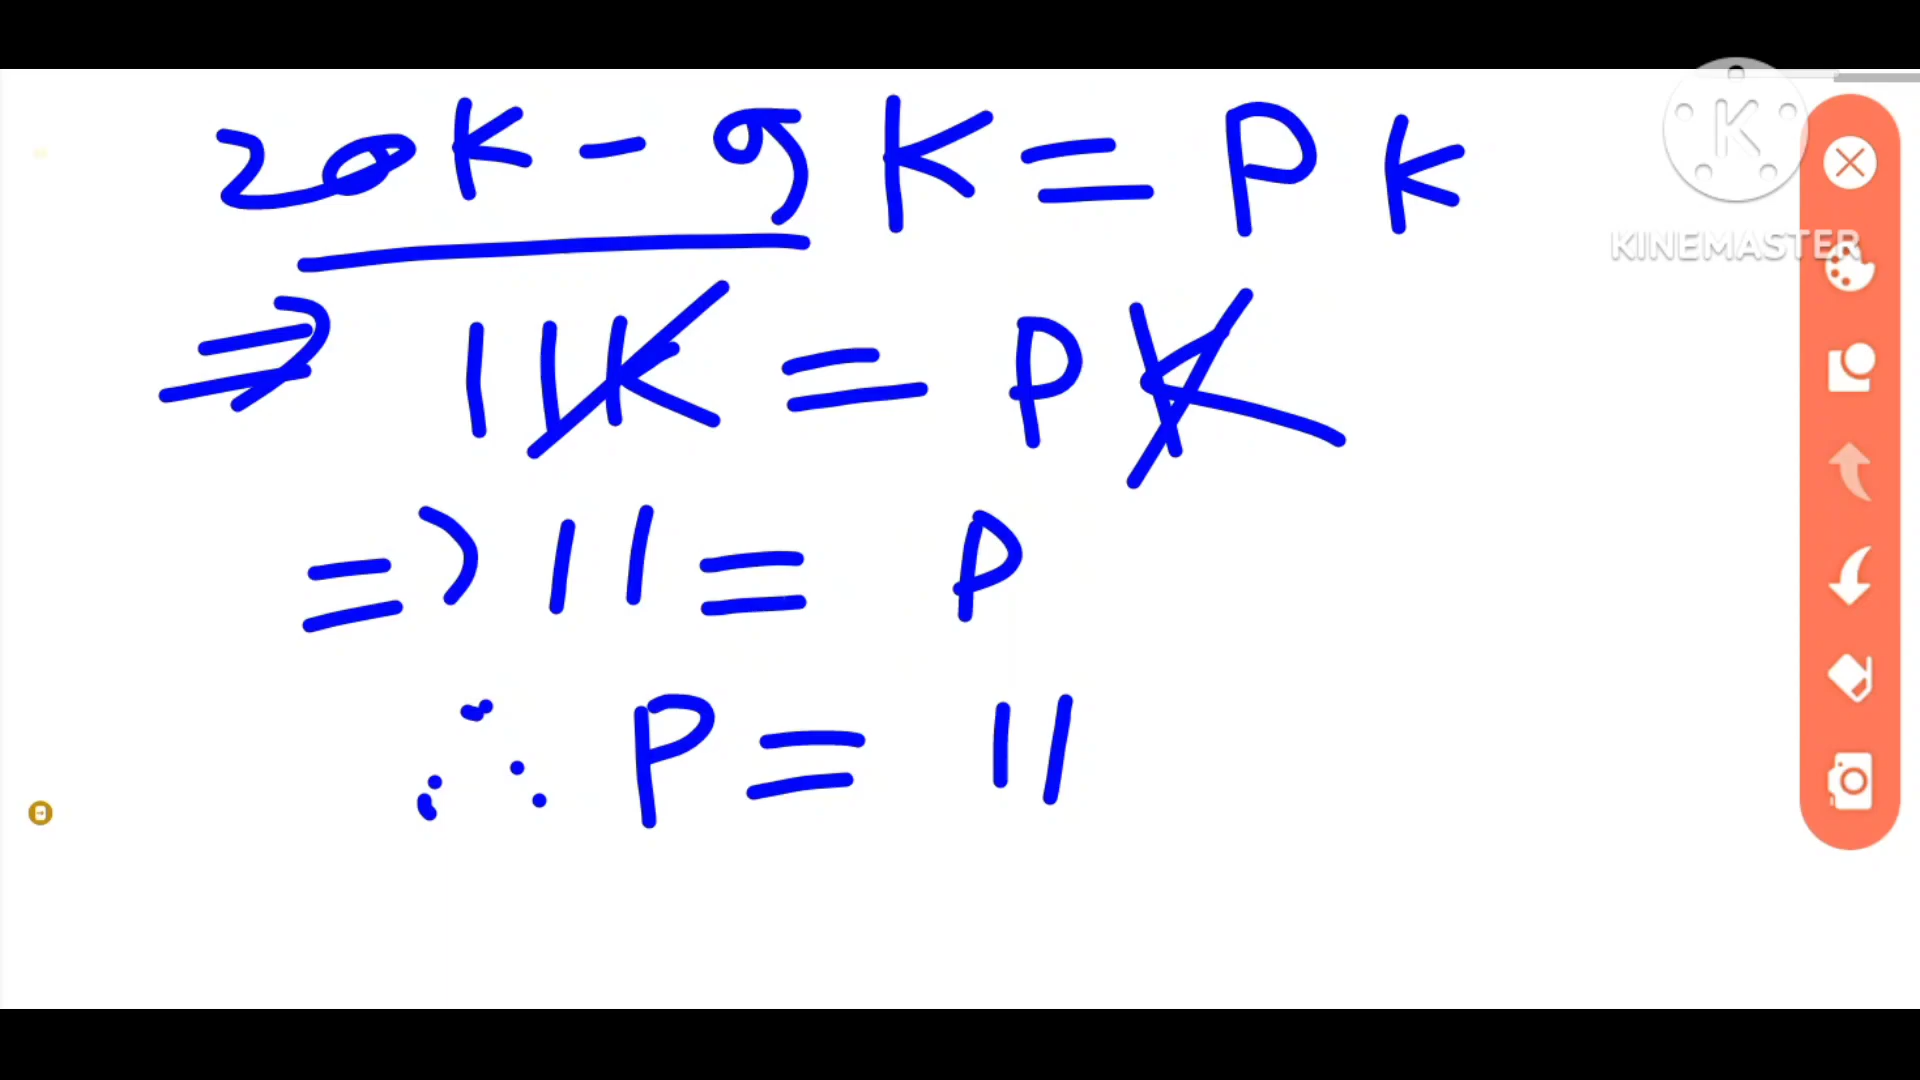 20K - 9K = PK
KINEMASTER
⇒ 11K = PK
⇒ 11 = P
∴ P = 11